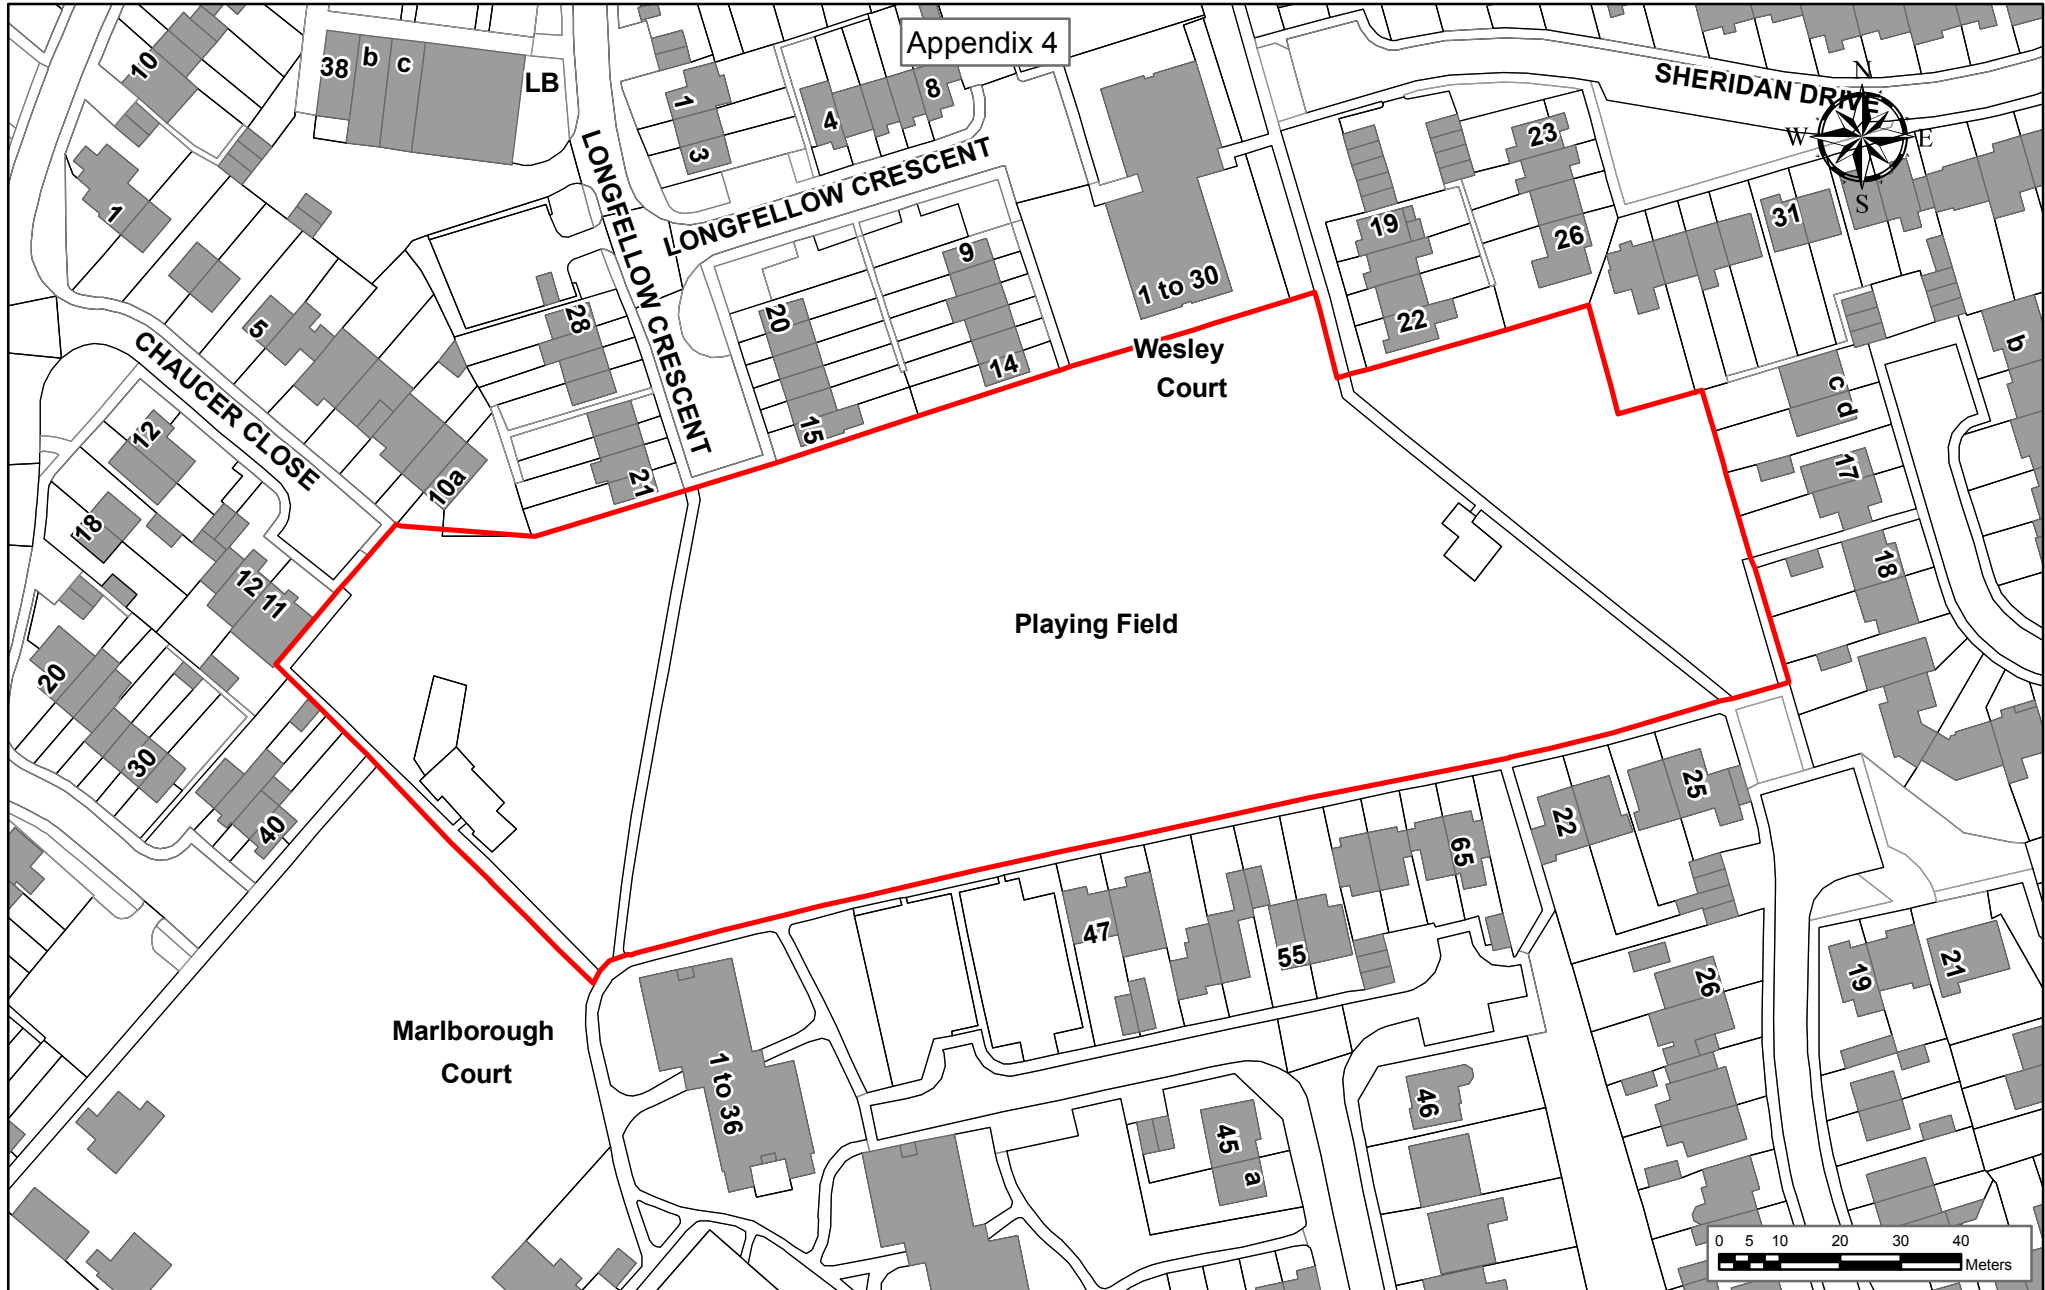 Appendix 4
10
38
b
c
LB
1
3
4
8
SHERIDAN DRIVE
N
W
E
S
23
19
26
31
22
1
5
CHAUCER CLOSE
LONGFELLOW CRESCENT
LONGFELLOW CRESCENT
28
20
9
14
15
21
1 to 30
Wesley
Court
b
c
d
17
18
10a
12
18
12
11
20
30
40
Playing Field
Marlborough
Court
1 to 36
47
55
65
22
25
26
19
21
45
a
46
0 5 10 20 30 40
Meters